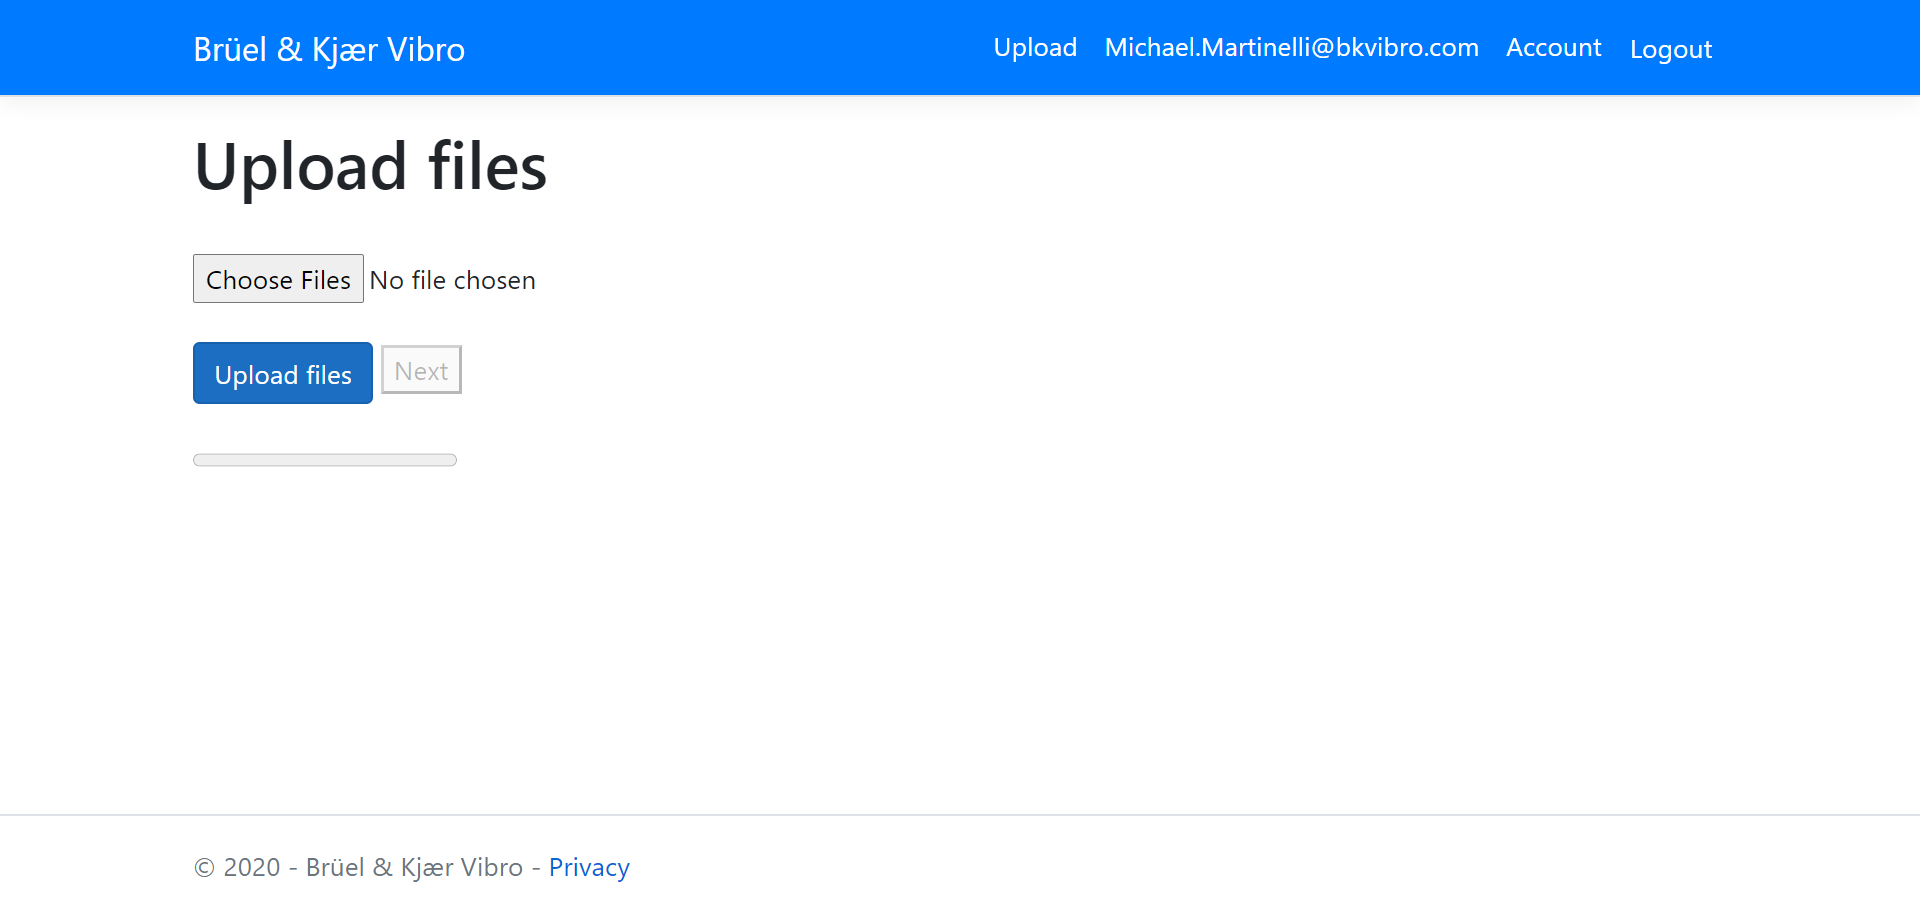 Brüel & Kjær Vibro
Upload Michael.Martinelli@bkvibro.com Account Logout
Upload files
Choose Files No file chosen
Upload files Next
© 2020 - Brüel & Kjær Vibro - Privacy